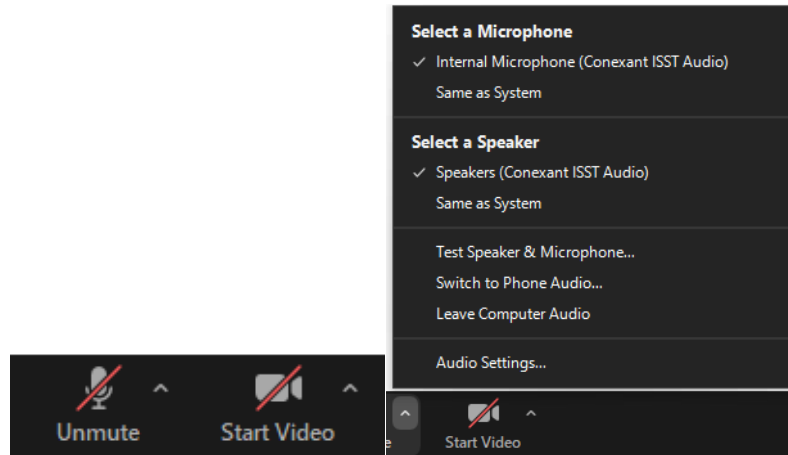 Select a Microphone
Internal Microphone (Conexant ISST Audio)
Same as System
Select a Speaker
Speakers (Conexant ISST Audio)
Same as System
Test Speaker & Microphone...
Switch to Phone Audio...
Leave Computer Audio
Audio Settings...
Unmute
Start Video
e
Start Video